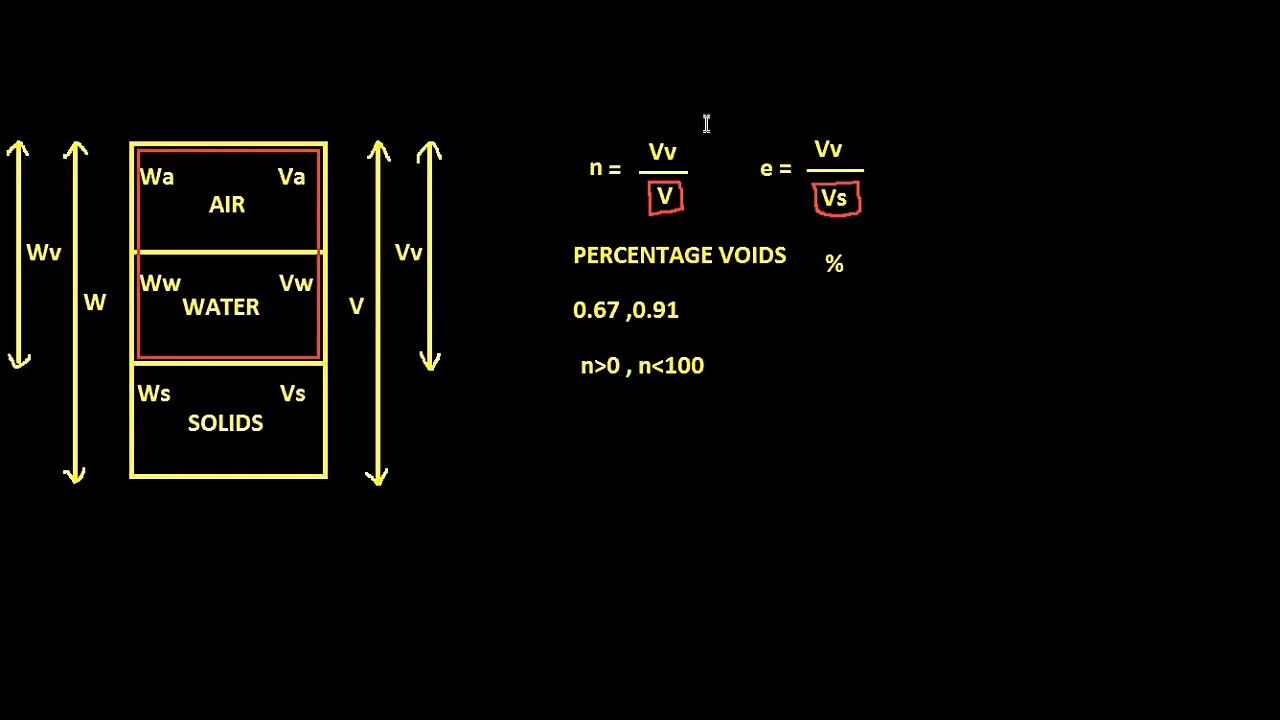 Wa Va
AIR
Wv
Ww Vw
WATER
W
Ws Vs
SOLIDS
V
Vv
n = Vv
V
e = Vv
Vs
PERCENTAGE VOIDS %
0.67 ,0.91
n>0 , n<100